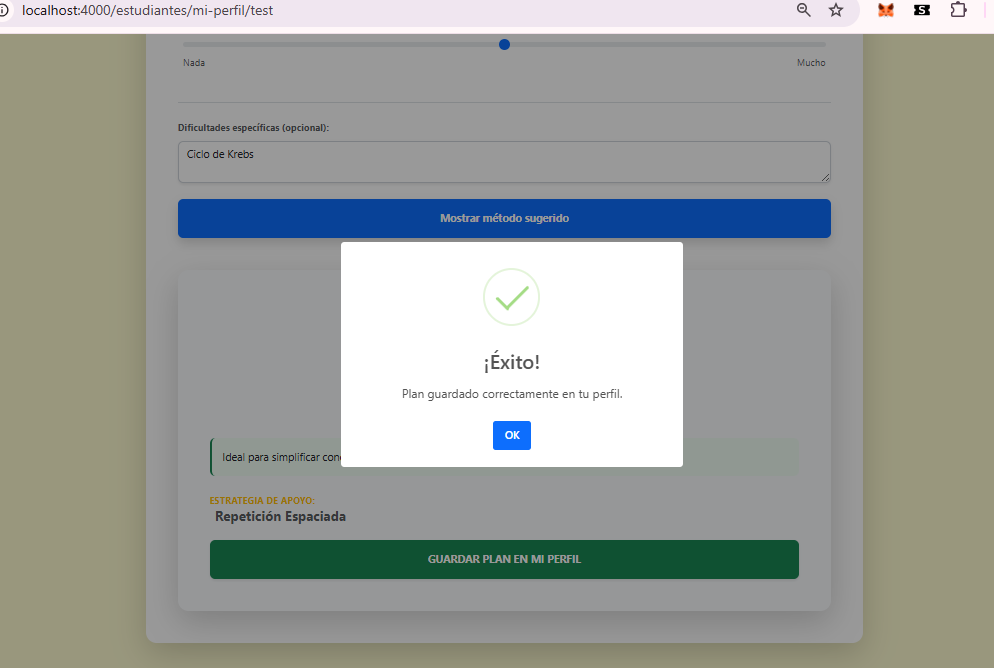 localhost:4000/estudiantes/mi-perfil/test
S
Nada Mucho
Dificultades específicas (opcional):
Ciclo de Krebs
Mostrar método sugerido
¡Éxito!
Plan guardado correctamente en tu perfil.
OK
Ideal para simplificar con
ESTRATEGIA DE APOYO:
Repetición Espaciada
GUARDAR PLAN EN MI PERFIL